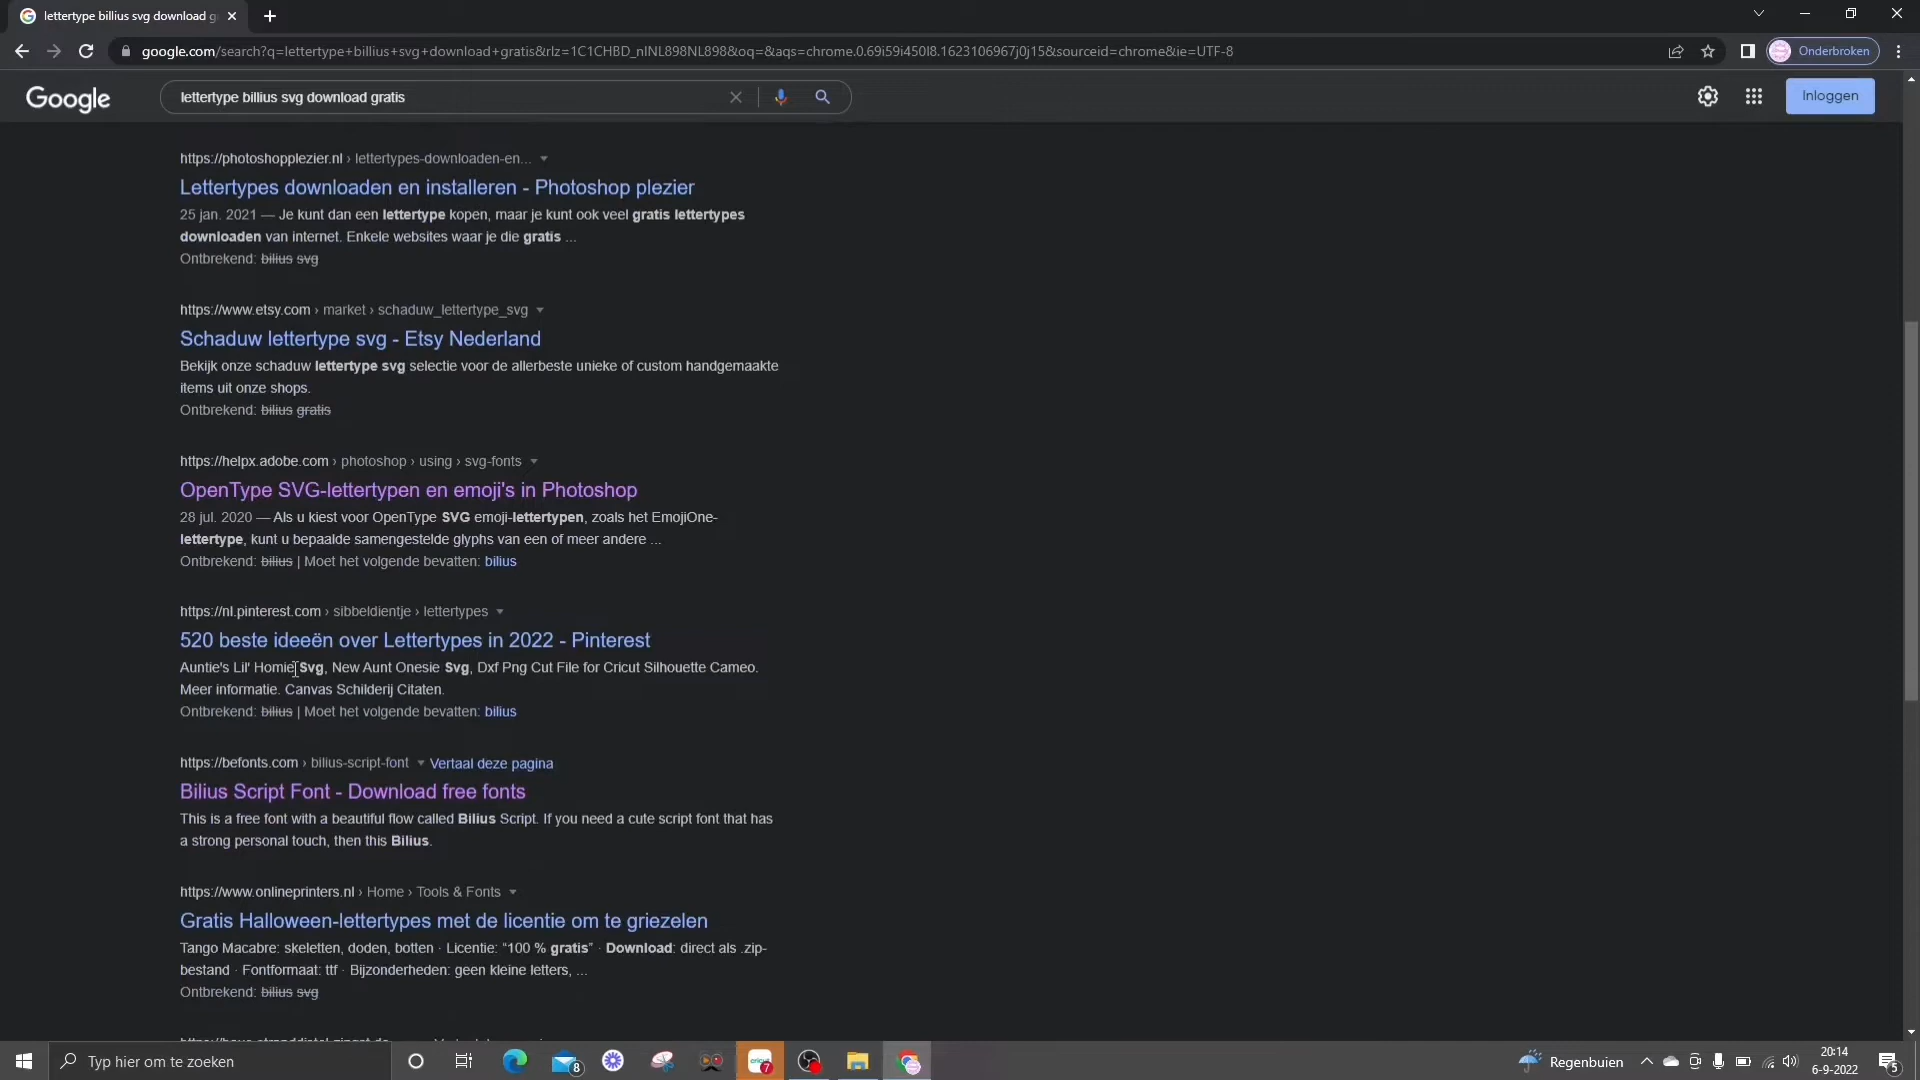 lettertype billius svg download g
google.com/search?q=lettertype+billius+svg+download+gratis&rlz=1C1CHBD_nlNL898NL898&oq=&aqs=chrome.0.69i59i450l8.1623106967j0j15&sourceid=chrome&ie=UTF-8
Onderbroken
Google
lettertype billius svg download gratis
Inloggen
https://photoshopplezier.nl › lettertypes-downloaden-en...
Lettertypes downloaden en installeren - Photoshop plezier
25 jan. 2021 — Je kunt dan een lettertype kopen, maar je kunt ook veel gratis lettertypes
downloaden van internet. Enkele websites waar je die gratis ...
Ontbrekend: bilius svg
https://www.etsy.com › market › schaduw_lettertype_svg
Schaduw lettertype svg - Etsy Nederland
Bekijk onze schaduw lettertype svg selectie voor de allerbeste unieke of custom handgemaakte
items uit onze shops.
Ontbrekend: bilius gratis
https://helpx.adobe.com › photoshop › using › svg-fonts
OpenType SVG-lettertypen en emoji's in Photoshop
28 jul. 2020 — Als u kiest voor OpenType SVG emoji-lettertypen, zoals het EmojiOne-
lettertype, kunt u bepaalde samengestelde glyphs van een of meer andere ...
Ontbrekend: bilius | Moet het volgende bevatten: bilius
https://nl.pinterest.com › sibbeldientje › lettertypes
520 beste ideeën over Lettertypes in 2022 - Pinterest
Auntie's Lil' Homie Svg, New Aunt Onesie Svg, Dxf Png Cut File for Cricut Silhouette Cameo.
Meer informatie. Canvas Schilderij Citaten.
Ontbrekend: bilius | Moet het volgende bevatten: bilius
https://befonts.com › bilius-script-font Vertaal deze pagina
Bilius Script Font - Download free fonts
This is a free font with a beautiful flow called Bilius Script. If you need a cute script font that has
a strong personal touch, then this Bilius.
https://www.onlineprinters.nl › Home › Tools & Fonts
Gratis Halloween-lettertypes met de licentie om te griezelen
Tango Macabre: skeletten, doden, botten · Licentie: “100 % gratis” · Download: direct als .zip-
bestand · Fontformaat: ttf · Bijzonderheden: geen kleine letters, ...
Ontbrekend: bilius svg
Typ hier om te zoeken
8
cricut
7
Regenbuien
20:14
6-9-2022
5